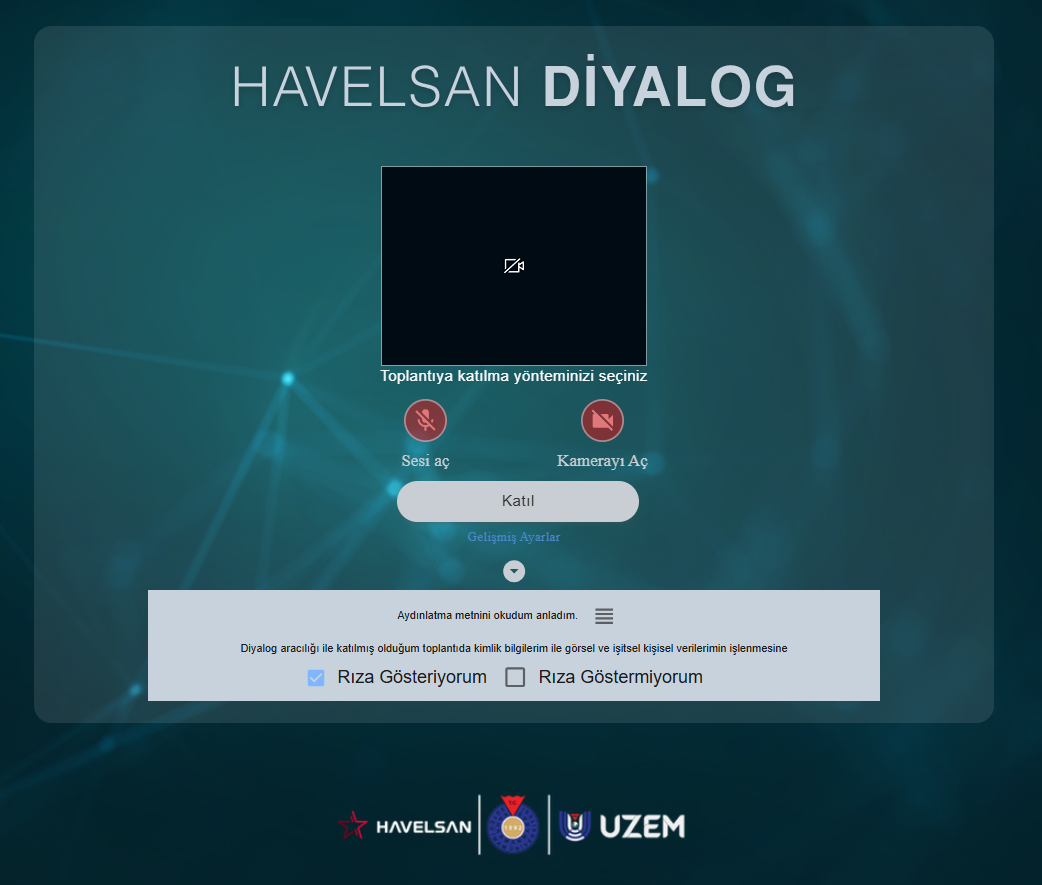 HAVELSAN DİYALOG
Toplantıya katılma yönteminizi seçiniz
Sesi aç
Kamerayı Aç
Katıl
Gelişmiş Ayarlar
Aydınlatma metnini okudum anladım.
Diyalog aracılığı ile katılmış olduğum toplantıda kimlik bilgilerim ile görsel ve işitsel kişisel verilerimin işlenmesine
Rıza Gösteriyorum
Rıza Göstermiyorum
HAVELSAN
T.C.
1992
UZEM